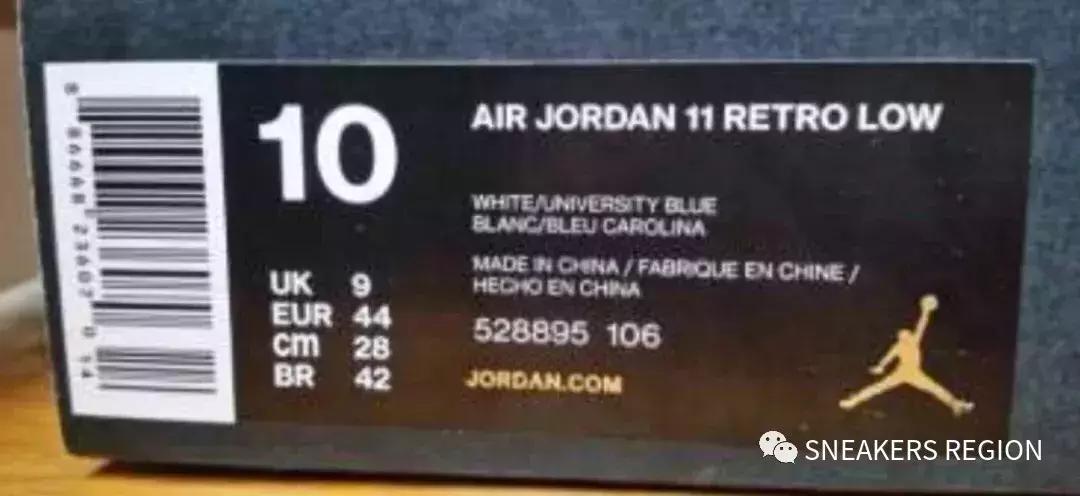 10
AIR JORDAN 11 RETRO LOW
WHITE/UNIVERSITY BLUE
BLANC/BLEU CAROLINA
MADE IN CHINA / FABRIQUE EN CHINE /
HECHO EN CHINA
UK 9
EUR 44
cm 28
BR 42
528895 106
JORDAN.COM
SNEAKERS REGION